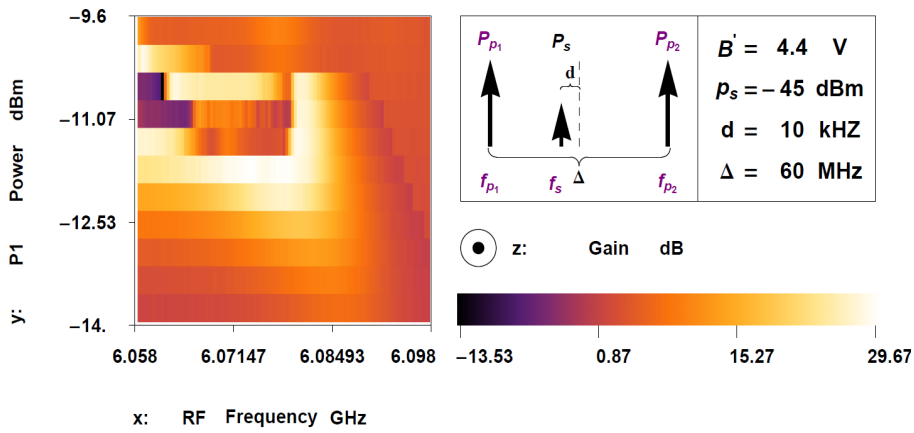 −9.6
−11.07
−12.53
−14.
y: P1 Power dBm
6.058 6.07147 6.08493 6.098
x: RF Frequency GHz
Pp1 Ps Pp2
d
fp1 fs Δ fp2
B' = 4.4 V
ps = − 45 dBm
d = 10 kHZ
Δ = 60 MHz
z: Gain dB
−13.53 0.87 15.27 29.67